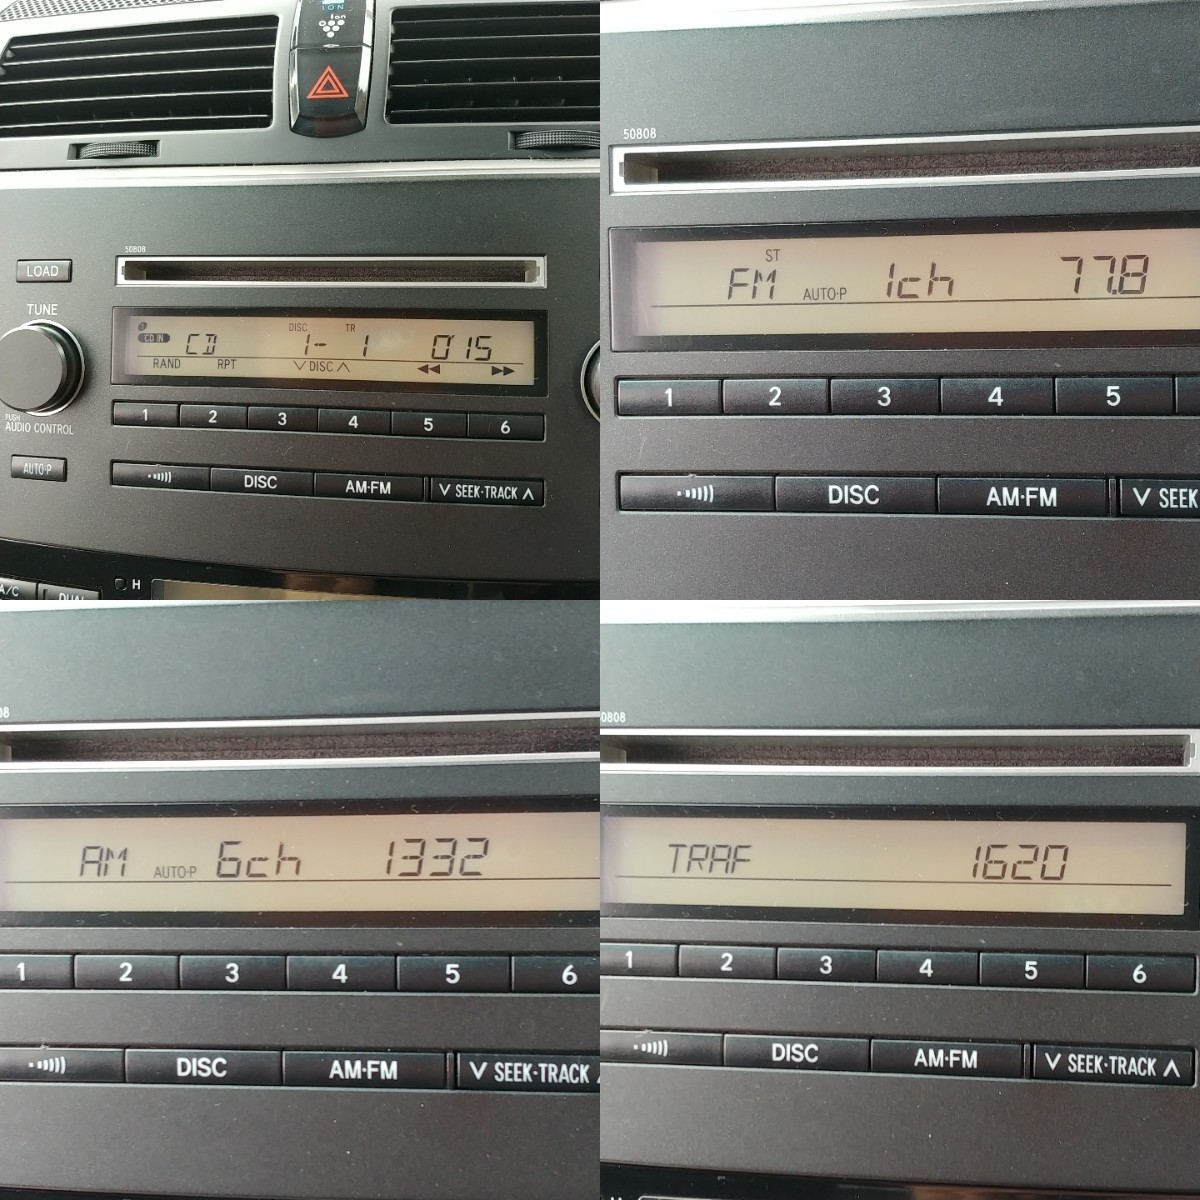 ION
Ion
50808
LOAD
TUNE
PUSH
AUDIO CONTROL
AUTO·P
CD IN
CD
DISC
TR
1- 1
0'15
RAND
RPT
DISC
1 2 3 4 5 6
DISC
AM·FM
SEEK·TRACK
A/C
DUAL
H
50808
ST
FM AUTO·P 1ch 77.8
1 2 3 4 5
DISC
AM·FM
SEEK
08
AM AUTO·P 6ch 1332
1 2 3 4 5 6
DISC
AM·FM
SEEK·TRACK
0808
TRAF 1620
1 2 3 4 5 6
DISC
AM·FM
SEEK·TRACK